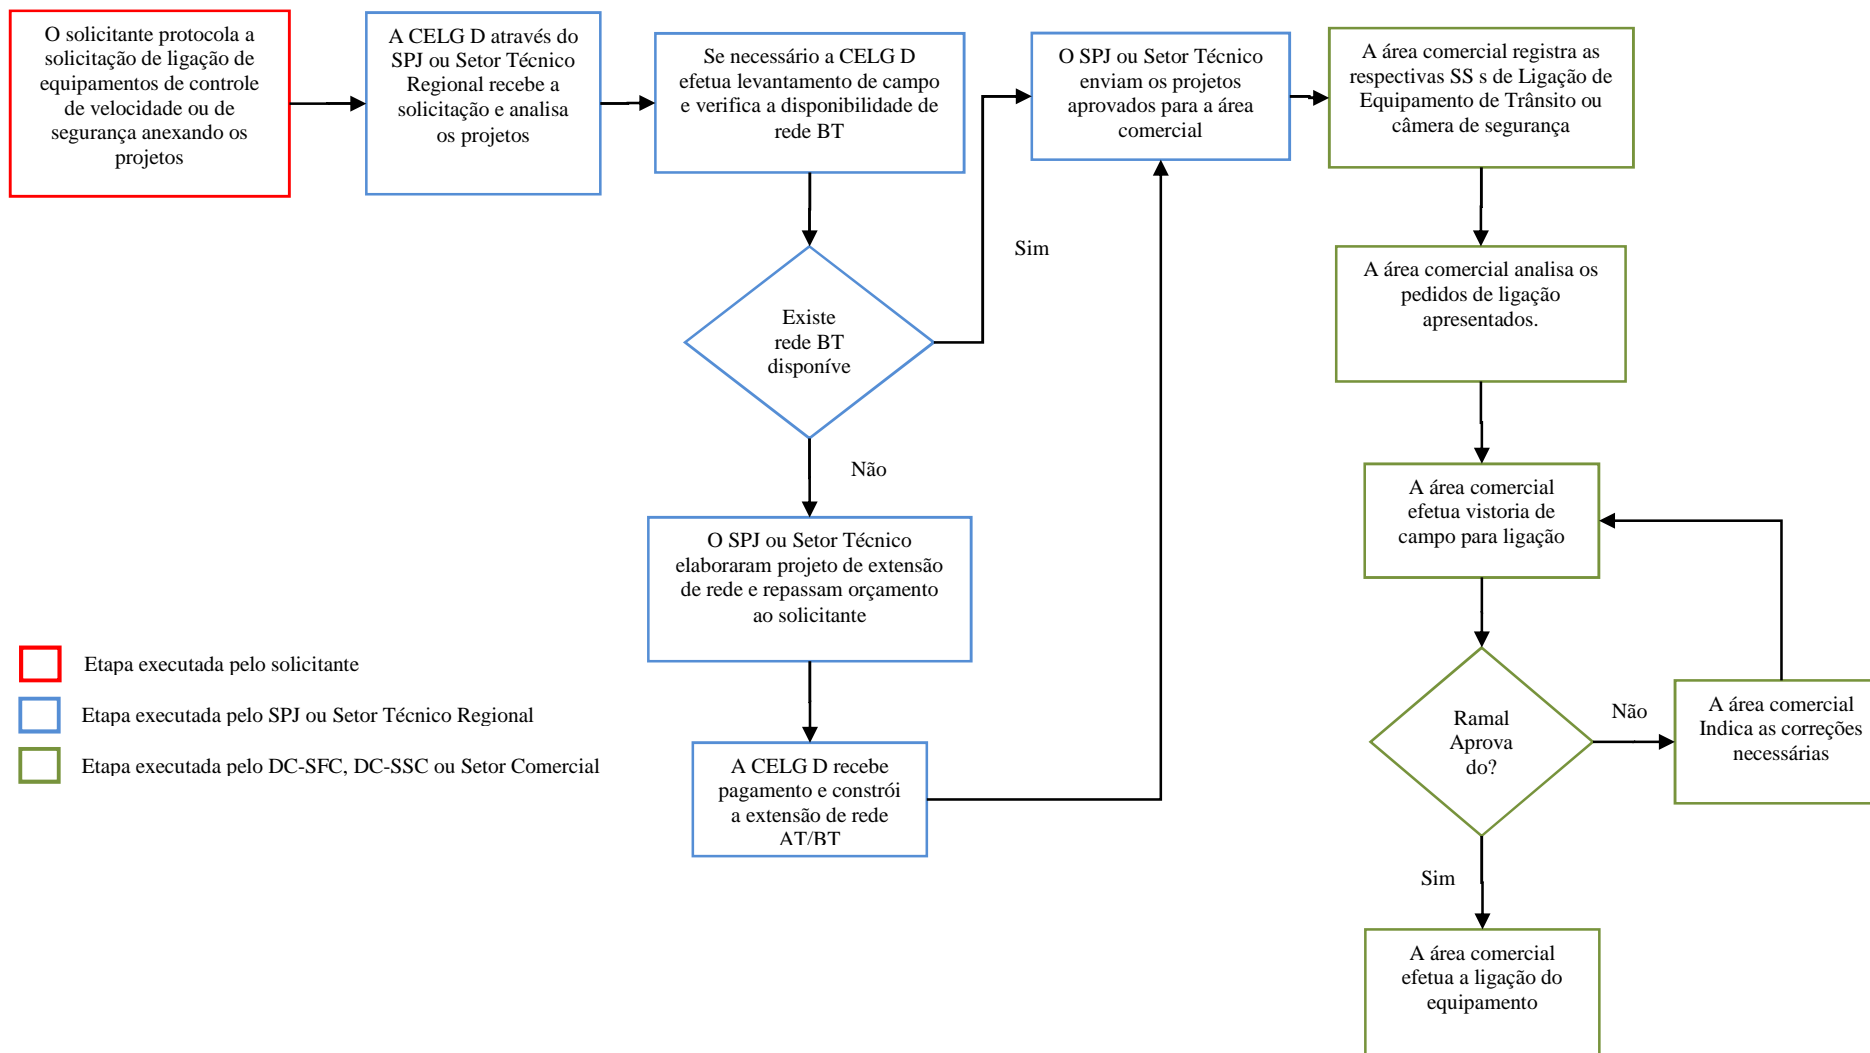 O solicitante protocola a
solicitação de ligação de
equipamentos de controle
de velocidade ou de
segurança anexando os
projetos
A CELG D através do
SPJ ou Setor Técnico
Regional recebe a
solicitação e analisa
os projetos
Se necessário a CELG D
efetua levantamento de campo
e verifica a disponibilidade de
rede BT
O SPJ ou Setor Técnico
enviam os projetos
aprovados para a área
comercial
A área comercial registra as
respectivas SS s de Ligação de
Equipamento de Trânsito ou
câmera de segurança
Sim
Existe
rede BT
disponíve
Não
O SPJ ou Setor Técnico
elaboraram projeto de extensão
de rede e repassam orçamento
ao solicitante
A CELG D recebe
pagamento e constrói
a extensão de rede
AT/BT
A área comercial analisa os
pedidos de ligação
apresentados.
A área comercial
efetua vistoria de
campo para ligação
Ramal
Aprova
do?
Não
A área comercial
Indica as correções
necessárias
Sim
A área comercial
efetua a ligação do
equipamento
Etapa executada pelo solicitante
Etapa executada pelo SPJ ou Setor Técnico Regional
Etapa executada pelo DC-SFC, DC-SSC ou Setor Comercial